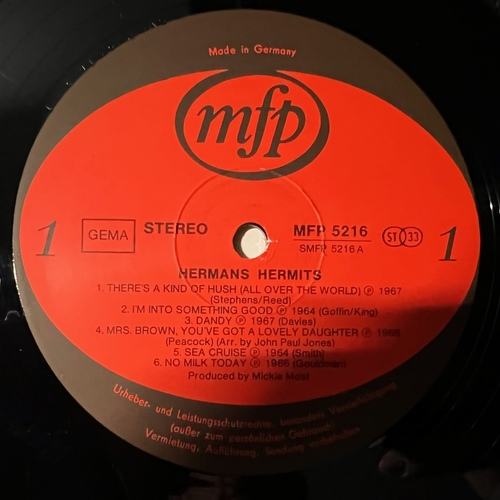 Made in Germany
mfp
1 GEMA STEREO MFP 5216 ST 33 1
SMFP 5216 A
HERMANS HERMITS
1. THERE'S A KIND OF HUSH (ALL OVER THE WORLD) Ⓟ 1967
(Stephens/Reed)
2. I'M INTO SOMETHING GOOD Ⓟ 1964 (Goffin/King)
3. DANDY Ⓟ 1967 (Davies)
4. MRS. BROWN, YOU'VE GOT A LOVELY DAUGHTER Ⓟ
(Peacock) (Arr. by John Paul Jones)
5. SEA CRUISE Ⓟ 1964 (Smith)
6. NO MILK TODAY Ⓟ 1966 (Gouldman)
Produced by Mickie Most
Urheber- und Leistungsschutzrechte, insbesondere Vervielfältigung
(außer zum persönlichen Gebrauch)
Vermietung, Aufführung, Sendung vorbehalten